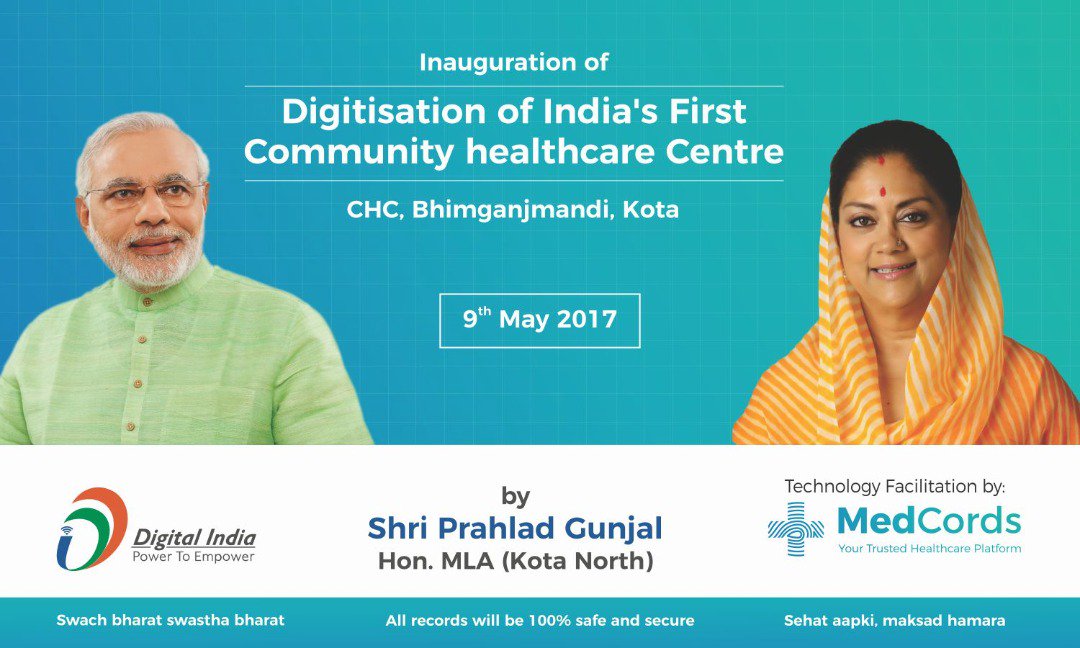 Inauguration of
Digitisation of India's First
Community healthcare Centre
CHC, Bhimganjmandi, Kota
9th May 2017
Digital India
Power To Empower
by
Shri Prahlad Gunjal
Hon. MLA (Kota North)
Technology Facilitation by:
MedCords
Your Trusted Healthcare Platform
Swach bharat swastha bharat
All records will be 100% safe and secure
Sehat aapki, maksad hamara